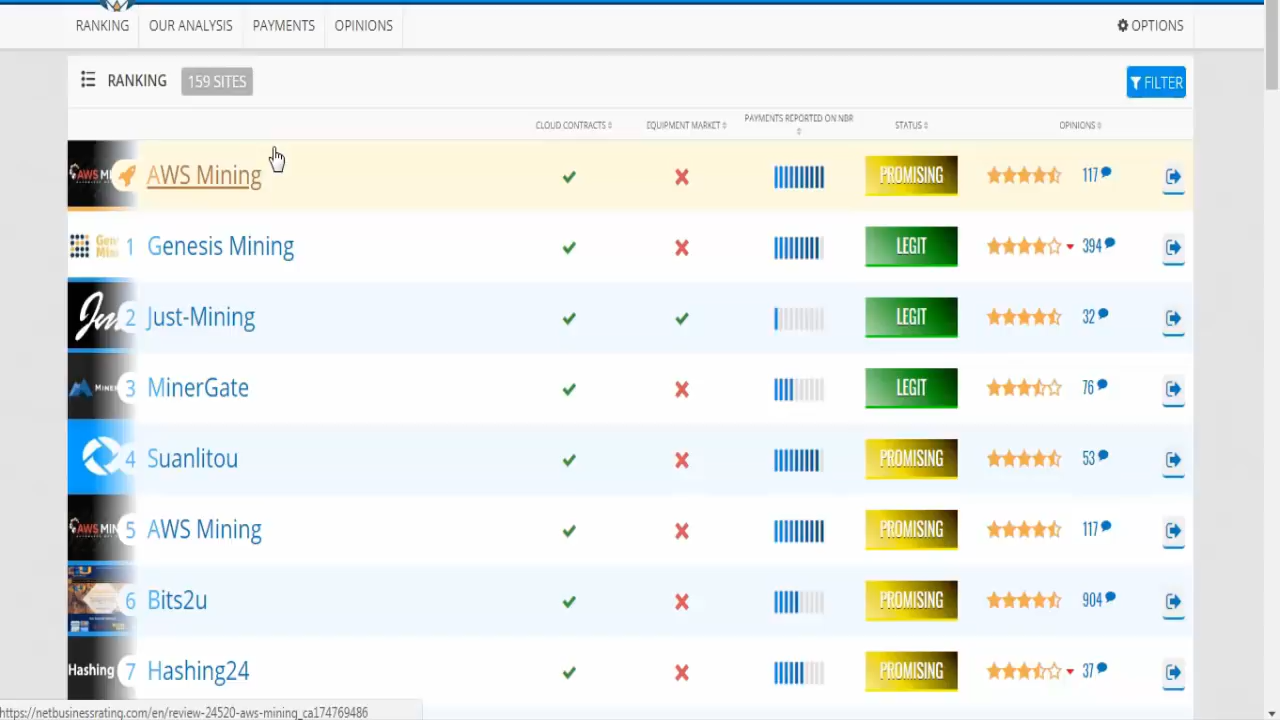 RANKING OUR ANALYSIS PAYMENTS OPINIONS OPTIONS
RANKING 159 SITES FILTER
CLOUD CONTRACTS EQUIPMENT MARKET PAYMENTS REPORTED ON NBR STATUS OPINIONS
AWS Mining PROMISING 117
1 Genesis Mining LEGIT 394
2 Just-Mining LEGIT 32
3 MinerGate LEGIT 76
4 Suanlitou PROMISING 53
AWS MIN 5 AWS Mining PROMISING 117
6 Bits2u PROMISING 904
Hashing 7 Hashing24 PROMISING 37
https://netbusinessrating.com/en/review-24520-aws-mining_ca174769486